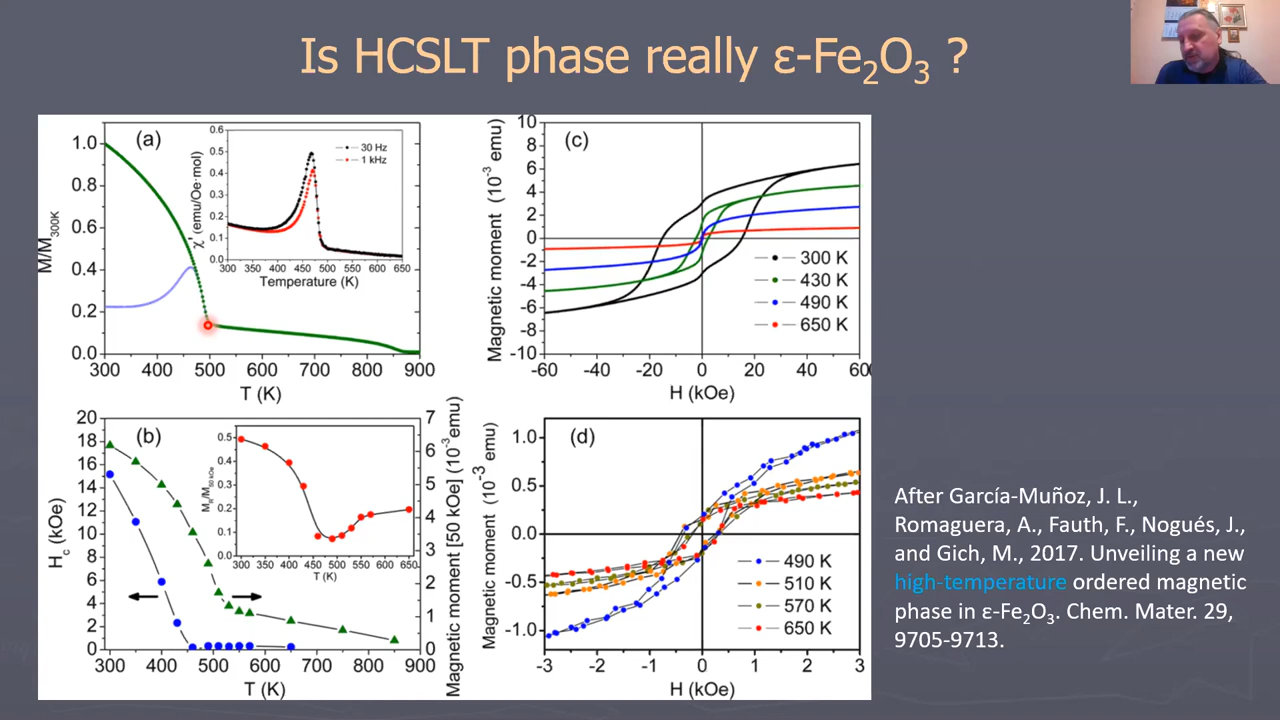 Is HCSLT phase really ε-Fe₂O₃ ?
(a)
M/M300K
1.0
0.8
0.6
0.4
0.2
0.0
300 400 500 600 700 800 900
T (K)
χ' (emu/Oe·mol)
0.6
0.5
0.4
0.3
0.2
0.1
0.0
30 Hz
1 kHz
300 350 400 450 500 550 600 650
Temperature (K)
(c)
Magnetic moment (10⁻³ emu)
10
8
6
4
2
0
-2
-4
-6
-8
-10
300 K
430 K
490 K
650 K
-60 -40 -20 0 20 40 600
H (kOe)
(b)
Hc (kOe)
20
18
16
14
12
10
8
6
4
2
0
300 400 500 600 700 800 900
T (K)
7
6
5
4
3
2
1
0
Magnetic moment [50 kOe] (10⁻³emu)
0.5
0.4
0.3
0.2
0.1
0.0
300 350 400 450 500 550 600 650
T (K)
(d)
Magnetic moment (10⁻³ emu)
1.0
0.5
0.0
-0.5
-1.0
490 K
510 K
570 K
650 K
-3 -2 -1 0 1 2 3
H (kOe)
After García-Muñoz, J. L.,
Romaguera, A., Fauth, F., Nogués, J.,
and Gich, M., 2017. Unveiling a new
high-temperature ordered magnetic
phase in ε-Fe₂O₃. Chem. Mater. 29,
9705-9713.